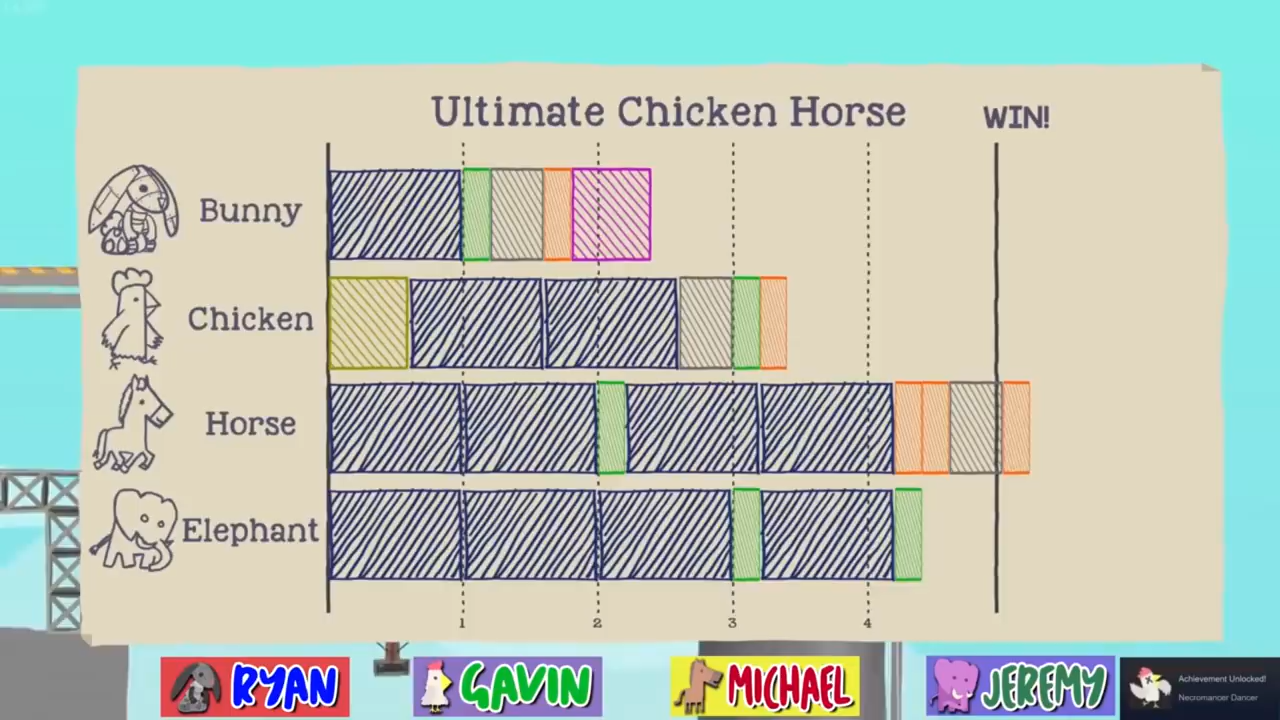 Ultimate Chicken Horse
WIN!
Bunny
Chicken
Horse
Elephant
1 2 3 4
RYAN
GAVIN
MICHAEL
JEREMY
Achievement Unlocked!
Necromancer Dancer